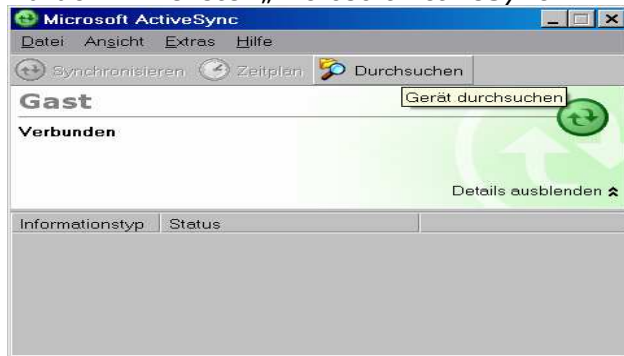 Microsoft ActiveSync
Datei Ansicht Extras Hilfe
Synchronisieren Zeitplan Durchsuchen
Gast
Gerät durchsuchen
Verbunden
Details ausblenden
Informationstyp Status